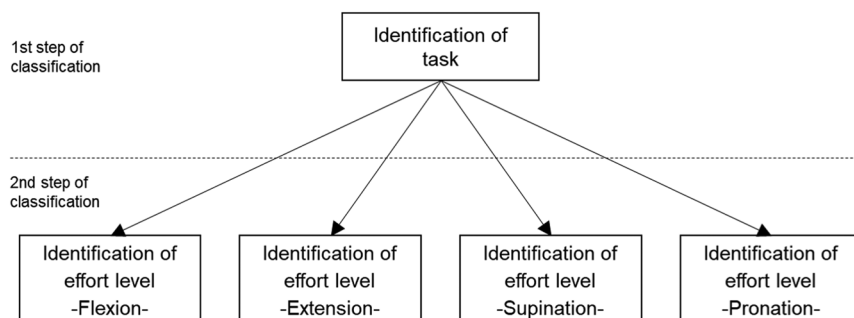 1st step of
classification
Identification of
task
2nd step of
classification
Identification of
effort level
-Flexion-
Identification of
effort level
-Extension-
Identification of
effort level
-Supination-
Identification of
effort level
-Pronation-